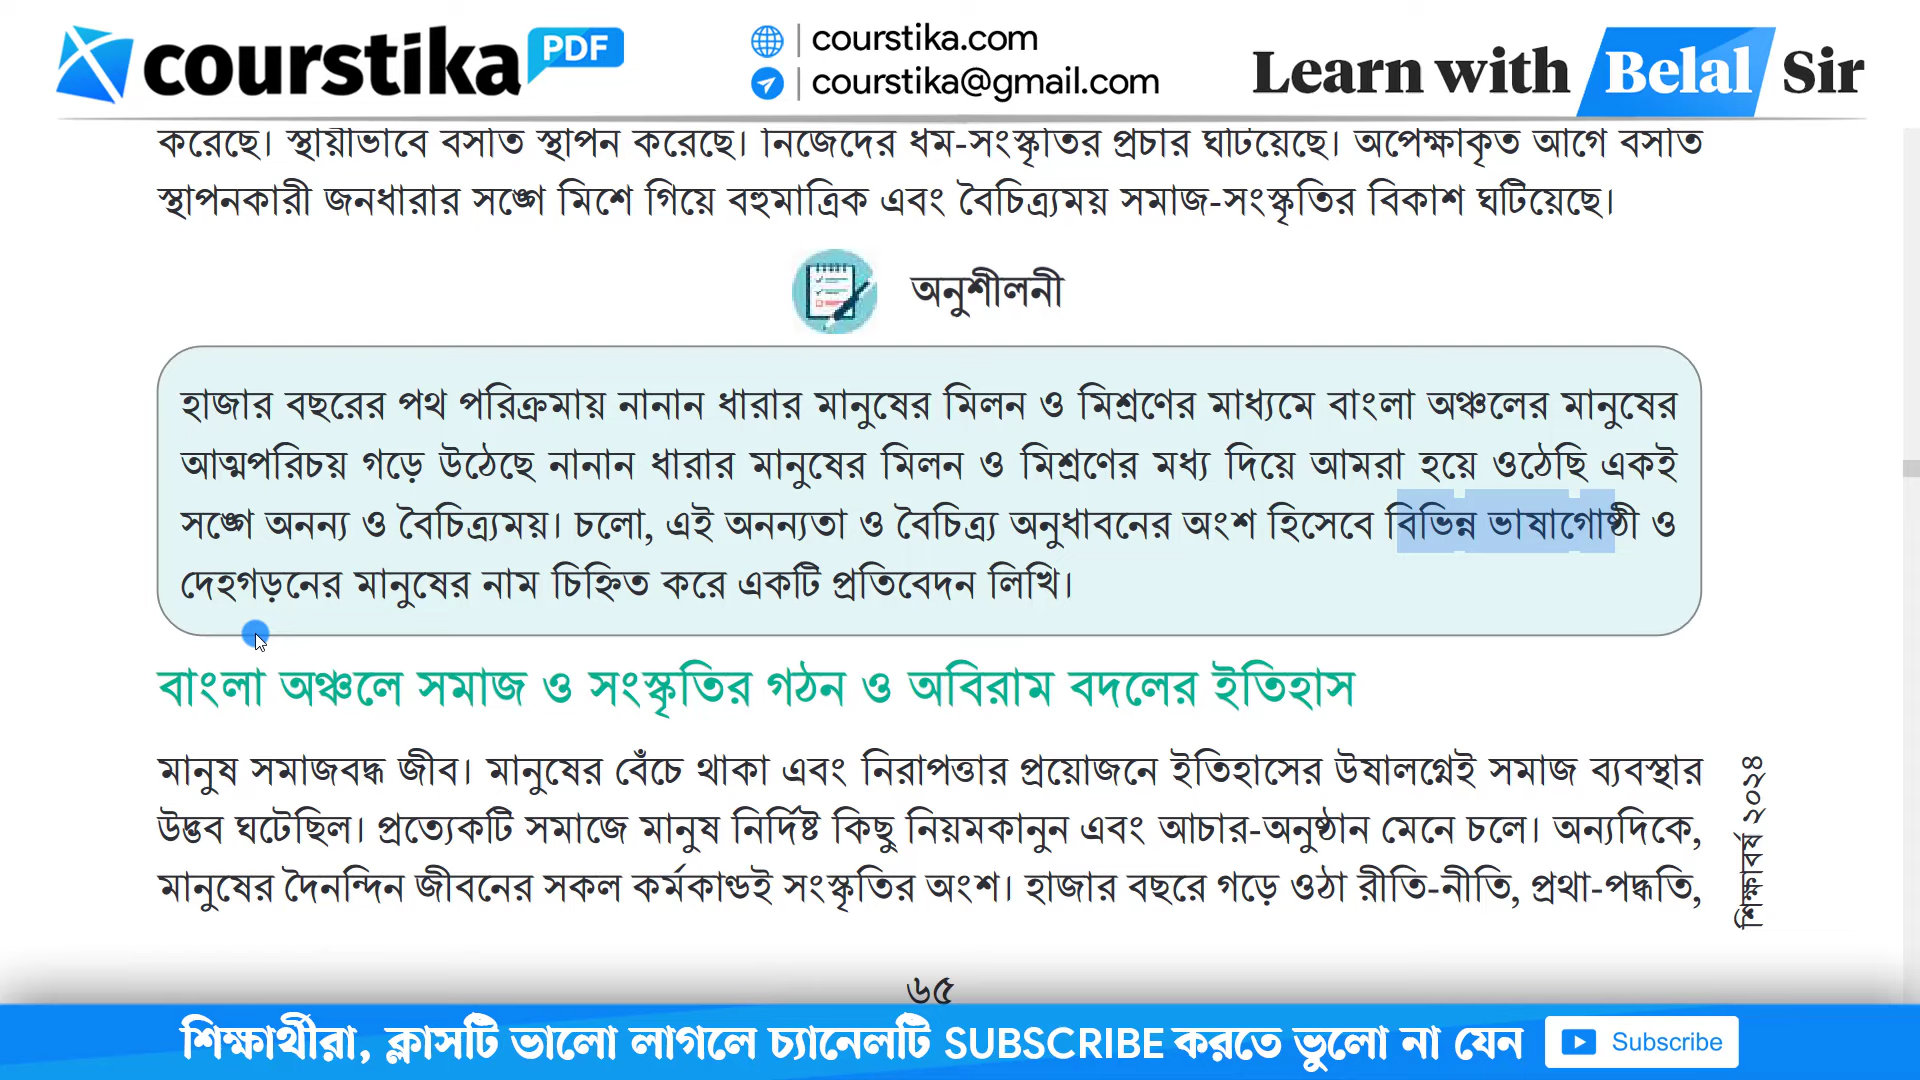 courstika PDF
courstika.com
courstika@gmail.com
Learn with Belal Sir
করেছে। স্থায়ীভাবে বসতি স্থাপন করেছে। নিজেদের ধর্ম-সংস্কৃতির প্রচার ঘটিয়েছে। অপেক্ষাকৃত আগে বসতি
স্থাপনকারী জনধারার সঙ্গে মিশে গিয়ে বহুমাত্রিক এবং বৈচিত্র্যময় সমাজ-সংস্কৃতির বিকাশ ঘটিয়েছে।
অনুশীলনী
হাজার বছরের পথ পরিক্রমায় নানান ধারার মানুষের মিলন ও মিশ্রণের মাধ্যমে বাংলা অঞ্চলের মানুষের
আত্মপরিচয় গড়ে উঠেছে নানান ধারার মানুষের মিলন ও মিশ্রণের মধ্য দিয়ে আমরা হয়ে ওঠেছি একই
সঙ্গে অনন্য ও বৈচিত্র্যময়। চলো, এই অনন্যতা ও বৈচিত্র্য অনুধাবনের অংশ হিসেবে বিভিন্ন ভাষাগোষ্ঠী ও
দেহগড়নের মানুষের নাম চিহ্নিত করে একটি প্রতিবেদন লিখি।
বাংলা অঞ্চলে সমাজ ও সংস্কৃতির গঠন ও অবিরাম বদলের ইতিহাস
মানুষ সমাজবদ্ধ জীব। মানুষের বেঁচে থাকা এবং নিরাপত্তার প্রয়োজনে ইতিহাসের উষালগ্নেই সমাজ ব্যবস্থার
উদ্ভব ঘটেছিল। প্রত্যেকটি সমাজে মানুষ নির্দিষ্ট কিছু নিয়মকানুন এবং আচার-অনুষ্ঠান মেনে চলে। অন্যদিকে,
মানুষের দৈনন্দিন জীবনের সকল কর্মকাণ্ডই সংস্কৃতির অংশ। হাজার বছরে গড়ে ওঠা রীতি-নীতি, প্রথা-পদ্ধতি,
শিক্ষাবর্ষ ২০২৪
৬৫
শিক্ষার্থীরা, ক্লাসটি ভালো লাগলে চ্যানেলটি SUBSCRIBE করতে ভুলো না যেন
Subscribe